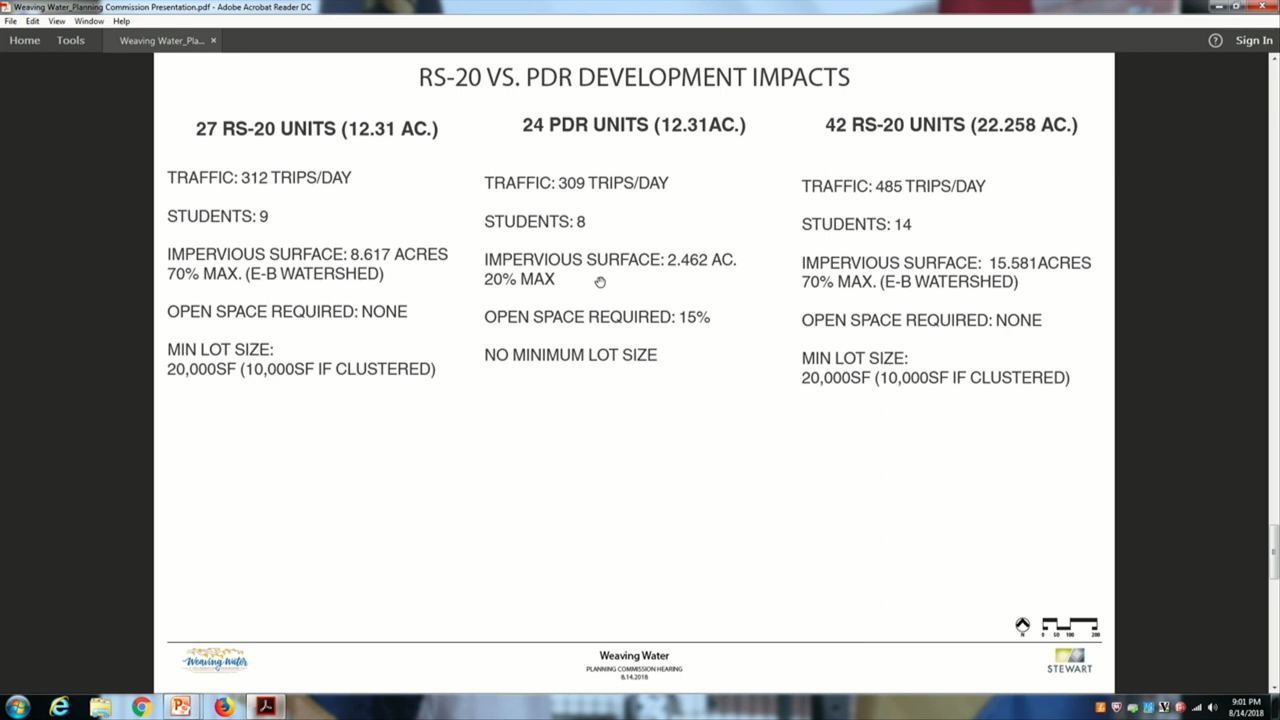 Weaving Water_Planning Commission Presentation.pdf - Adobe Acrobat Reader DC
File Edit View Window Help
Home Tools Weaving Water_Pla... × ? Sign In
RS-20 VS. PDR DEVELOPMENT IMPACTS
27 RS-20 UNITS (12.31 AC.)
TRAFFIC: 312 TRIPS/DAY
STUDENTS: 9
IMPERVIOUS SURFACE: 8.617 ACRES
70% MAX. (E-B WATERSHED)
OPEN SPACE REQUIRED: NONE
MIN LOT SIZE:
20,000SF (10,000SF IF CLUSTERED)
24 PDR UNITS (12.31AC.)
TRAFFIC: 309 TRIPS/DAY
STUDENTS: 8
IMPERVIOUS SURFACE: 2.462 AC.
20% MAX
OPEN SPACE REQUIRED: 15%
NO MINIMUM LOT SIZE
42 RS-20 UNITS (22.258 AC.)
TRAFFIC: 485 TRIPS/DAY
STUDENTS: 14
IMPERVIOUS SURFACE: 15.581ACRES
70% MAX. (E-B WATERSHED)
OPEN SPACE REQUIRED: NONE
MIN LOT SIZE:
20,000SF (10,000SF IF CLUSTERED)
N 0 50 100 200
Weaving Water
Weaving Water
PLANNING COMMISSION HEARING
8.14.2018
STEWART
9:01 PM
8/14/2018